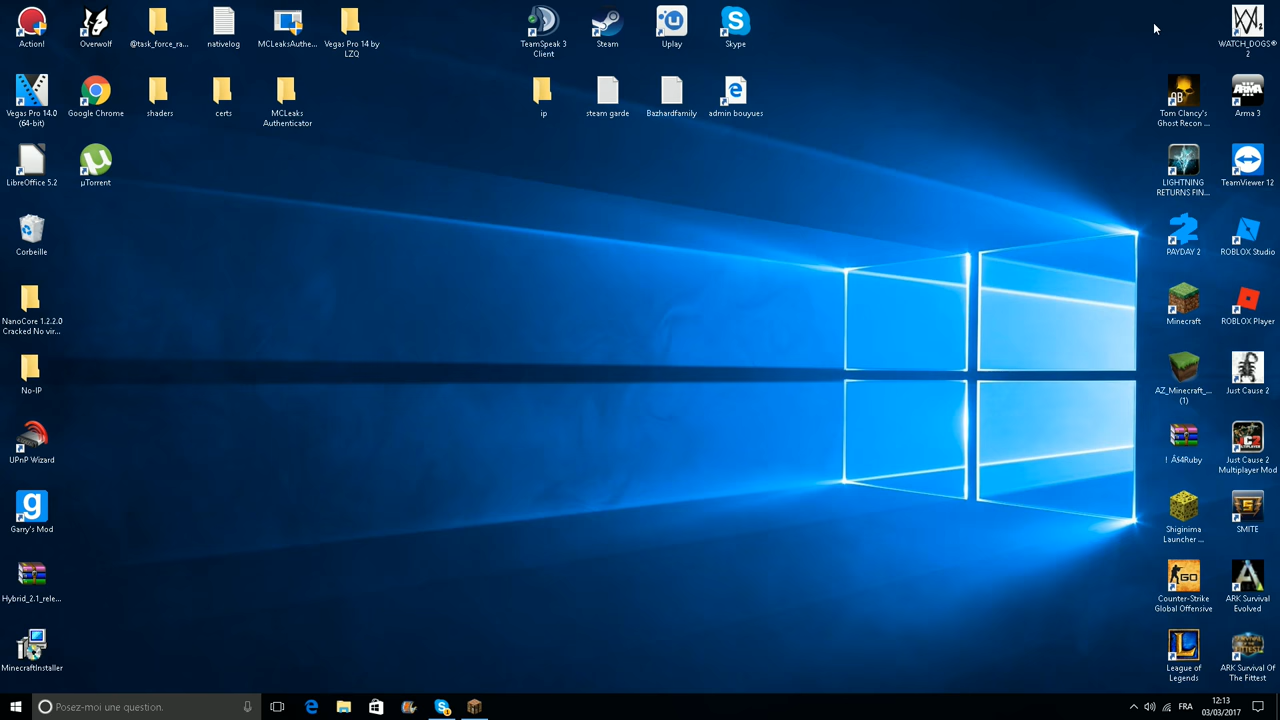 Action!
Overwolf
@task_force_ra...
nativelog
MCLeaksAuthe...
Vegas Pro 14 by
LZQ
TeamSpeak 3
Client
Steam
Uplay
Skype
WATCH_DOGS®
2
Vegas Pro 14.0
(64-bit)
Google Chrome
shaders
certs
MCLeaks
Authenticator
ip
steam garde
Bazhardfamily
admin bouyues
Tom Clancy's
Ghost Recon ...
Arma 3
LibreOffice 5.2
µTorrent
LIGHTNING
RETURNS FIN...
TeamViewer 12
Corbeille
PAYDAY 2
ROBLOX Studio
NanoCore 1.2.2.0
Cracked No vir...
Minecraft
ROBLOX Player
No-IP
AZ_Minecraft_...
(1)
Just Cause 2
UPnP Wizard
! Ã§4Ruby
Just Cause 2
Multiplayer Mod
Garry's Mod
Shiginima
Launcher ...
SMITE
Hybrid_2.1_rele...
Counter-Strike
Global Offensive
ARK Survival
Evolved
MinecraftInstaller
League of
Legends
ARK Survival Of
The Fittest
Posez-moi une question.
FRA
12:13
03/03/2017